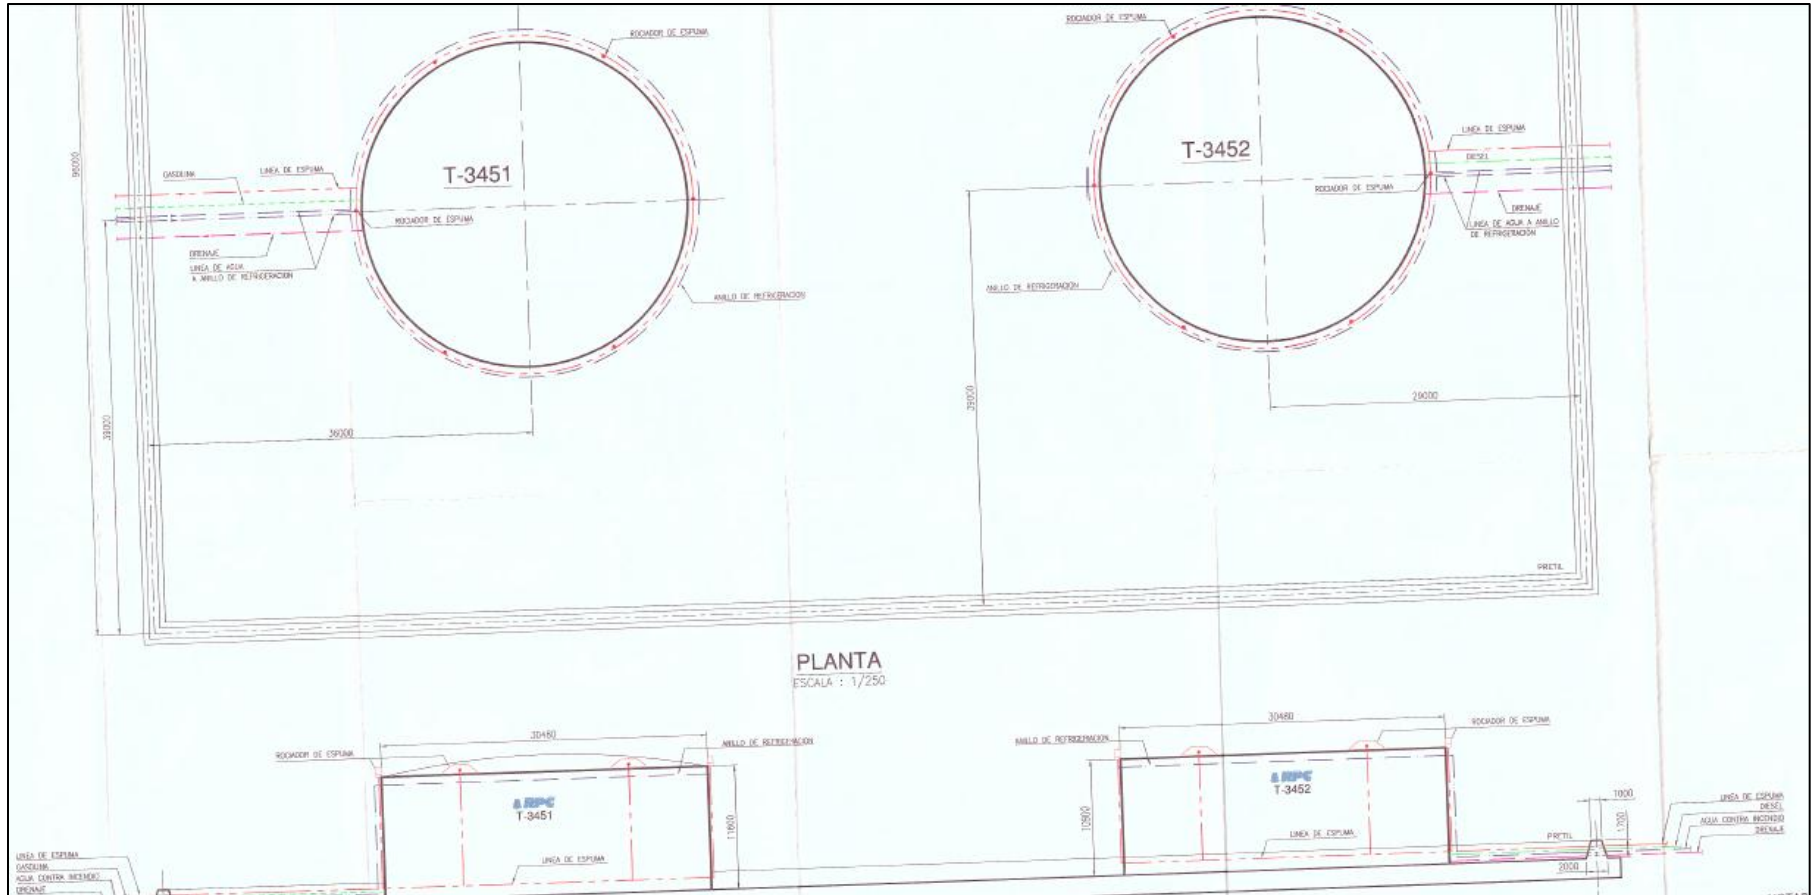 ROCIADOR DE ESPUMA
ROCIADOR DE ESPUMA
T-3451
T-3452
LINEA DE ESPUMA
DIESEL
ROCIADOR DE ESPUMA
DRENAJE
LINEA DE AGUA A ANILLO
DE REFRIGERACIÓN
GASOLINA
LINEA DE ESPUMA
ROCIADOR DE ESPUMA
DRENAJE
LINEA DE AGUA
A ANILLO DE REFRIGERACION
ANILLO DE REFRIGERACION
ANILLO DE REFRIGERACIÓN
39000
39000
36000
29000
PRETIL
PLANTA
ESCALA : 1/250
30480
ROCIADOR DE ESPUMA
ANILLO DE REFRIGERACION
RPC
T-3451
11600
LINEA DE ESPUMA
LINEA DE ESPUMA
GASOLINA
AGUA CONTRA INCENDIO
DRENAJE
30480
ROCIADOR DE ESPUMA
ANILLO DE REFRIGERACION
RPC
T-3452
LINEA DE ESPUMA
PRETIL
1000
1700
2000
LINEA DE ESPUMA
DIESEL
AGUA CONTRA INCENDIO
DRENAJE